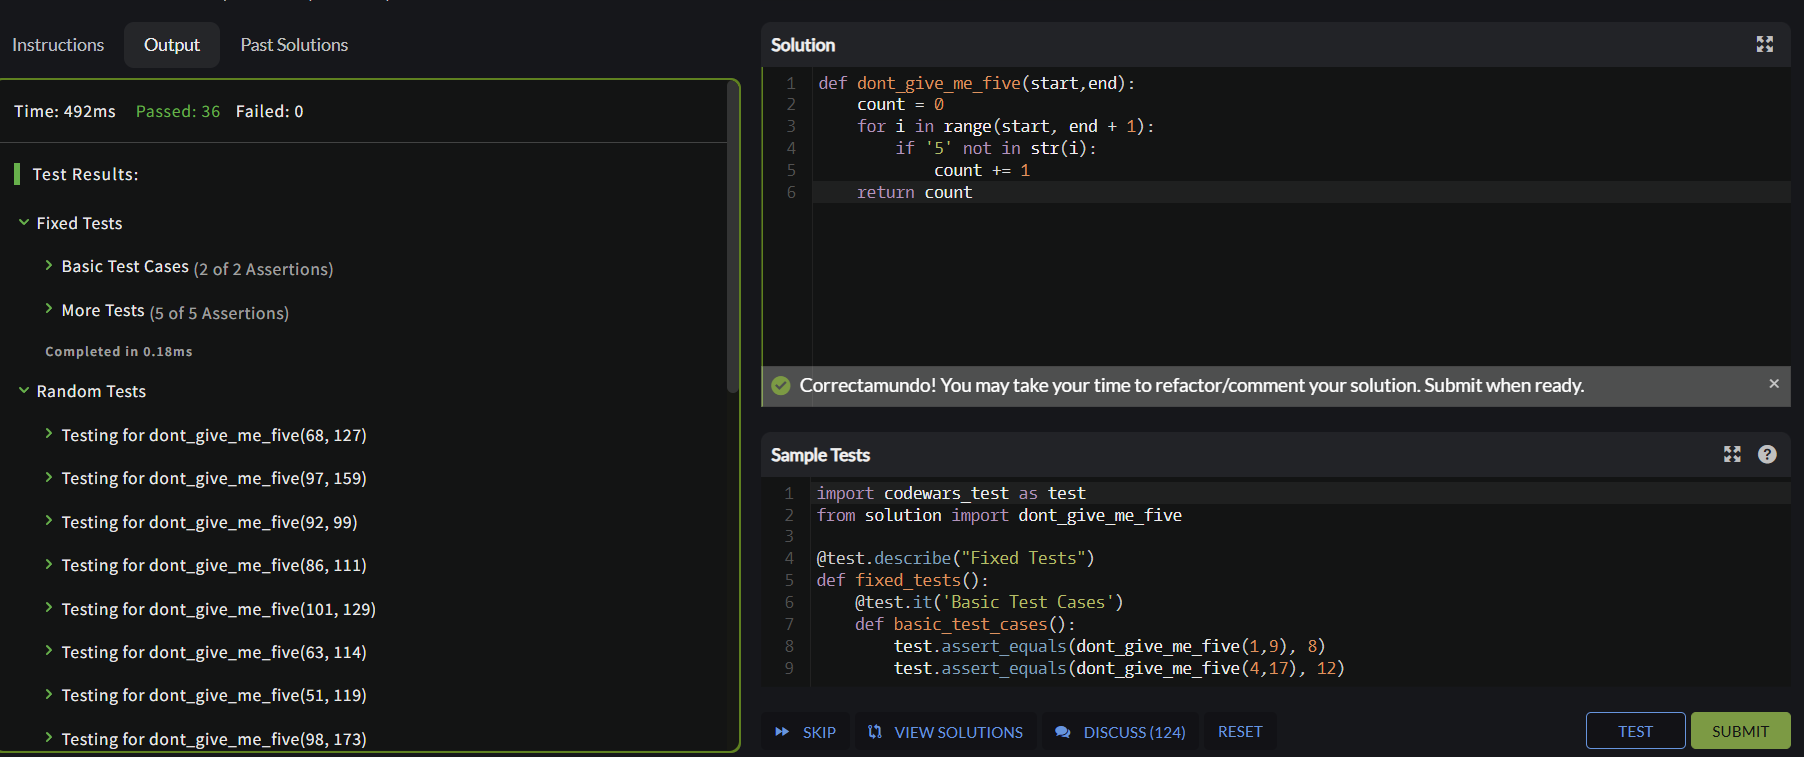 Instructions
Output
Past Solutions
Time: 492ms Passed: 36 Failed: 0
Test Results:
Fixed Tests
Basic Test Cases (2 of 2 Assertions)
More Tests (5 of 5 Assertions)
Completed in 0.18ms
Random Tests
Testing for dont_give_me_five(68, 127)
Testing for dont_give_me_five(97, 159)
Testing for dont_give_me_five(92, 99)
Testing for dont_give_me_five(86, 111)
Testing for dont_give_me_five(101, 129)
Testing for dont_give_me_five(63, 114)
Testing for dont_give_me_five(51, 119)
Testing for dont_give_me_five(98, 173)
Solution
1 def dont_give_me_five(start,end):
2     count = 0
3     for i in range(start, end + 1):
4         if '5' not in str(i):
5             count += 1
6     return count
Correctamundo! You may take your time to refactor/comment your solution. Submit when ready. ×
Sample Tests
?
1 import codewars_test as test
2 from solution import dont_give_me_five
3
4 @test.describe("Fixed Tests")
5 def fixed_tests():
6     @test.it('Basic Test Cases')
7     def basic_test_cases():
8         test.assert_equals(dont_give_me_five(1,9), 8)
9         test.assert_equals(dont_give_me_five(4,17), 12)
SKIP
VIEW SOLUTIONS
DISCUSS (124)
RESET
TEST
SUBMIT